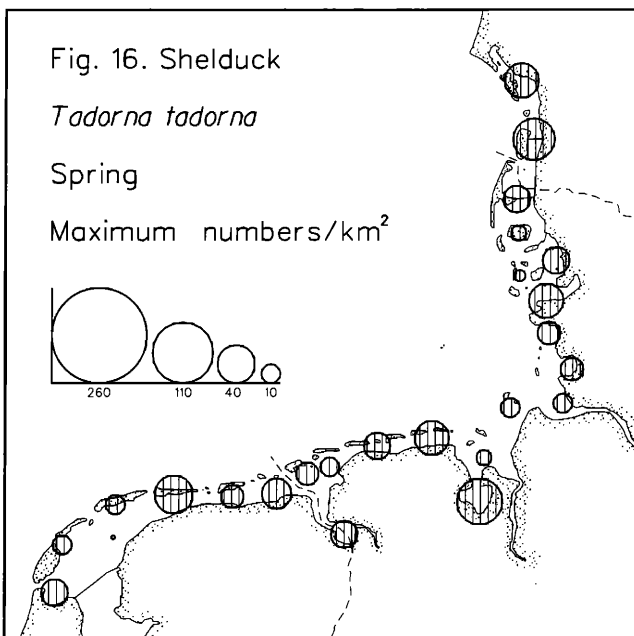 Fig. 16. Shelduck
Tadorna tadorna
Spring
Maximum numbers/km²
260 110 40 10